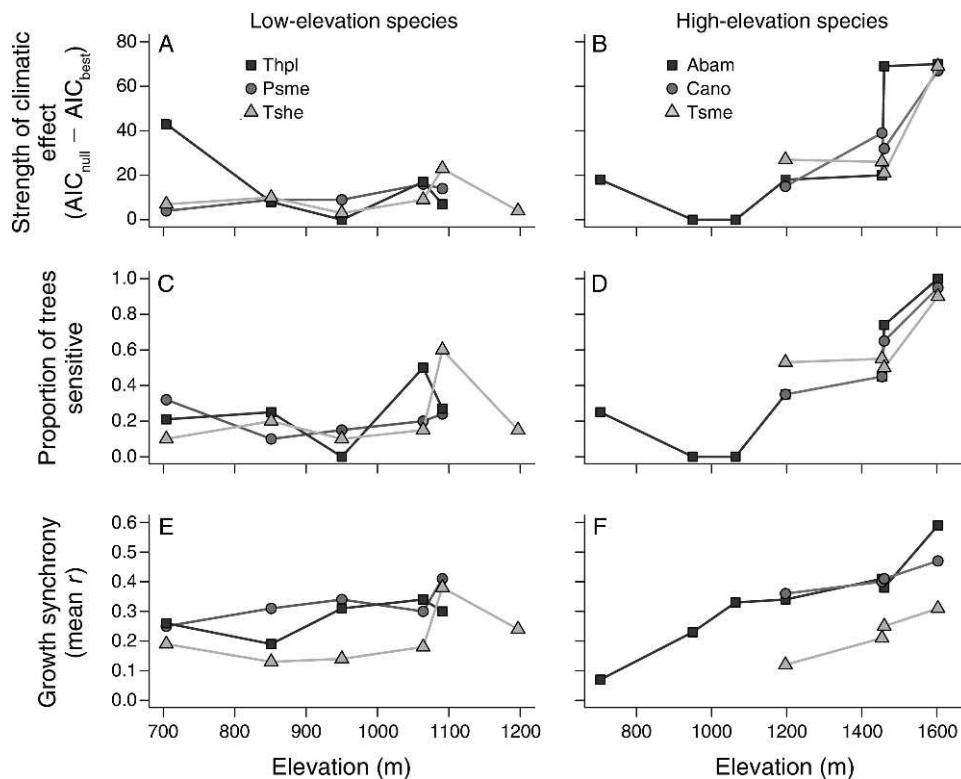 Low-elevation species
High-elevation species
A
Thpl
Psme
Tshe
B
Abam
Cano
Tsme
Strength of climatic
effect
(AICnull − AICbest)
80
60
40
20
0
C
D
Proportion of trees
sensitive
1.0
0.8
0.6
0.4
0.2
0.0
E
F
Growth synchrony
(mean r)
0.6
0.5
0.4
0.3
0.2
0.1
0.0
700 800 900 1000 1100 1200
800 1000 1200 1400 1600
Elevation (m)
Elevation (m)